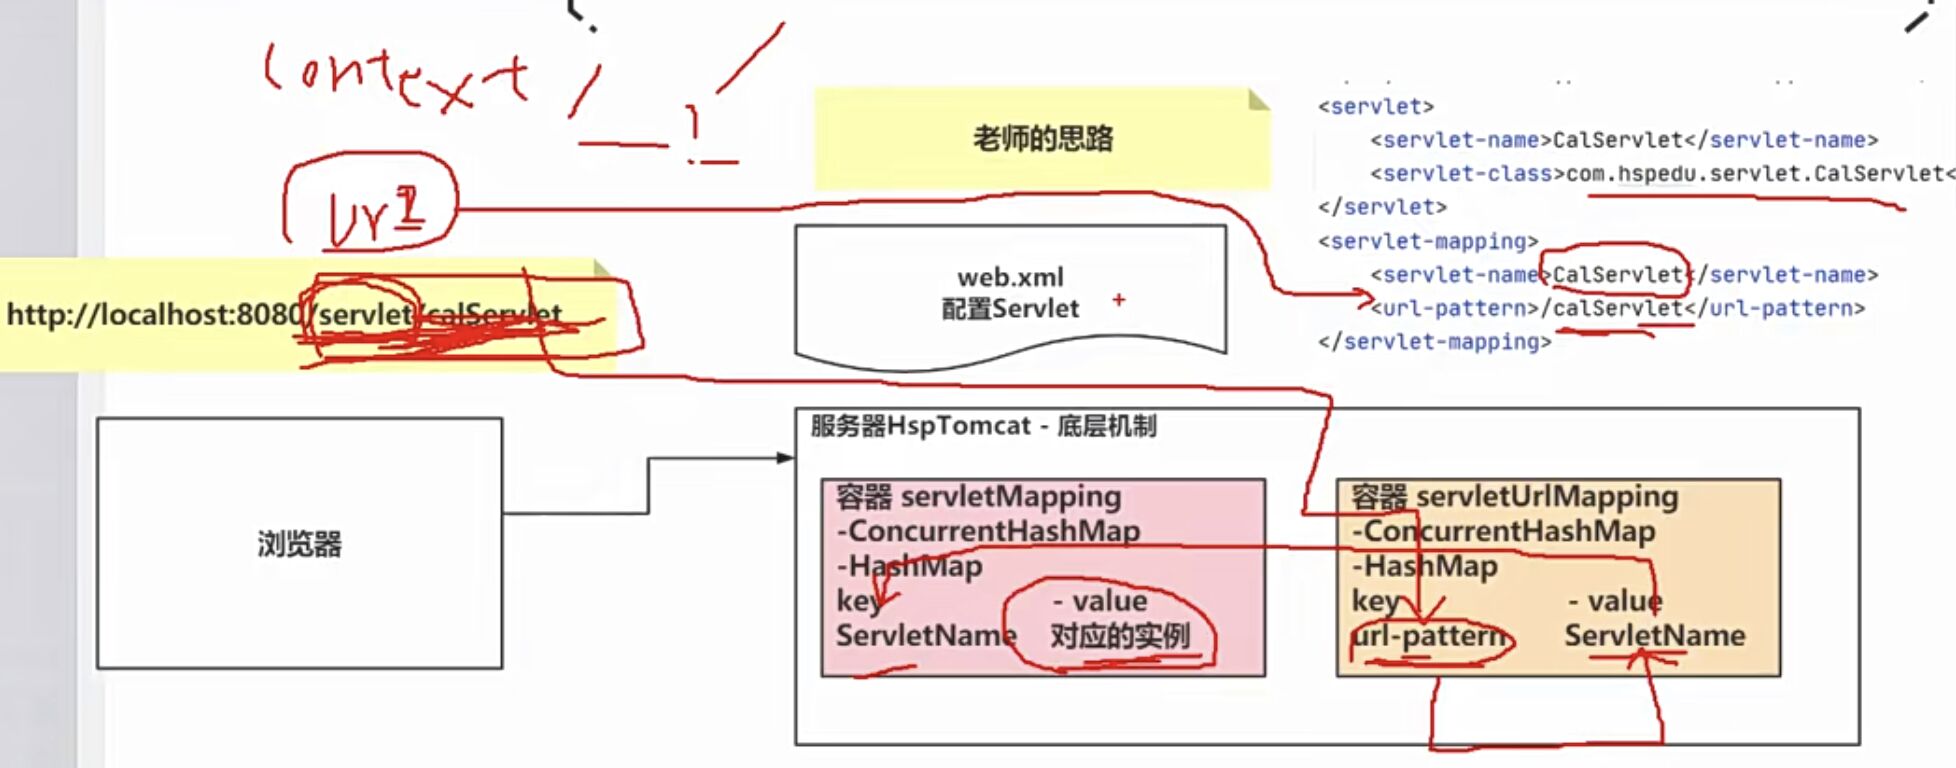 context /
老师的思路
uri
http://localhost:8080/servlet/calServlet
web.xml
配置Servlet
<servlet>
<servlet-name>CalServlet</servlet-name>
<servlet-class>com.hspedu.servlet.CalServlet<
</servlet>
<servlet-mapping>
<servlet-name>CalServlet</servlet-name>
<url-pattern>/calServlet</url-pattern>
</servlet-mapping>
浏览器
服务器HspTomcat - 底层机制
容器 servletMapping
-ConcurrentHashMap
-HashMap
key - value
ServletName 对应的实例
容器 servletUrlMapping
-ConcurrentHashMap
-HashMap
key - value
url-pattern ServletName